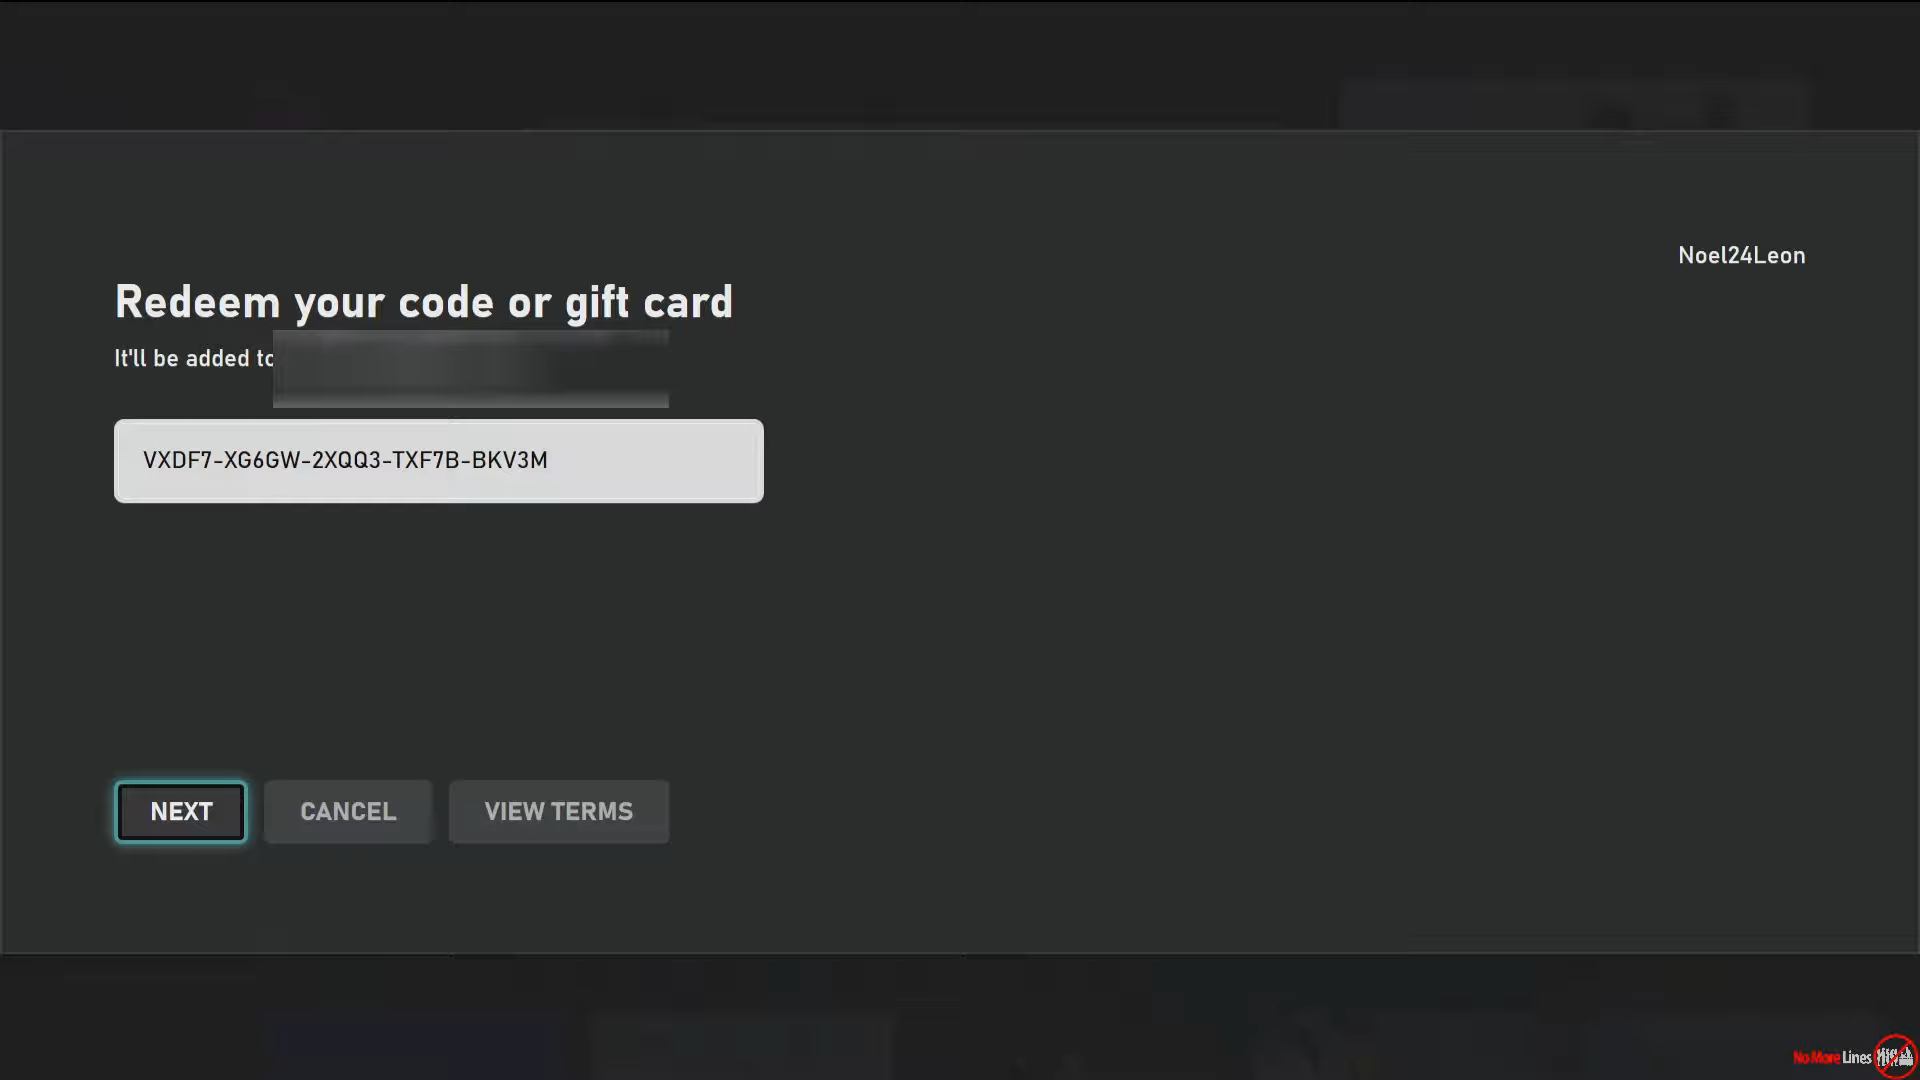 Noel24Leon
Redeem your code or gift card
It'll be added to
VXDF7-XG6GW-2XQQ3-TXF7B-BKV3M
NEXT CANCEL VIEW TERMS
No More Lines